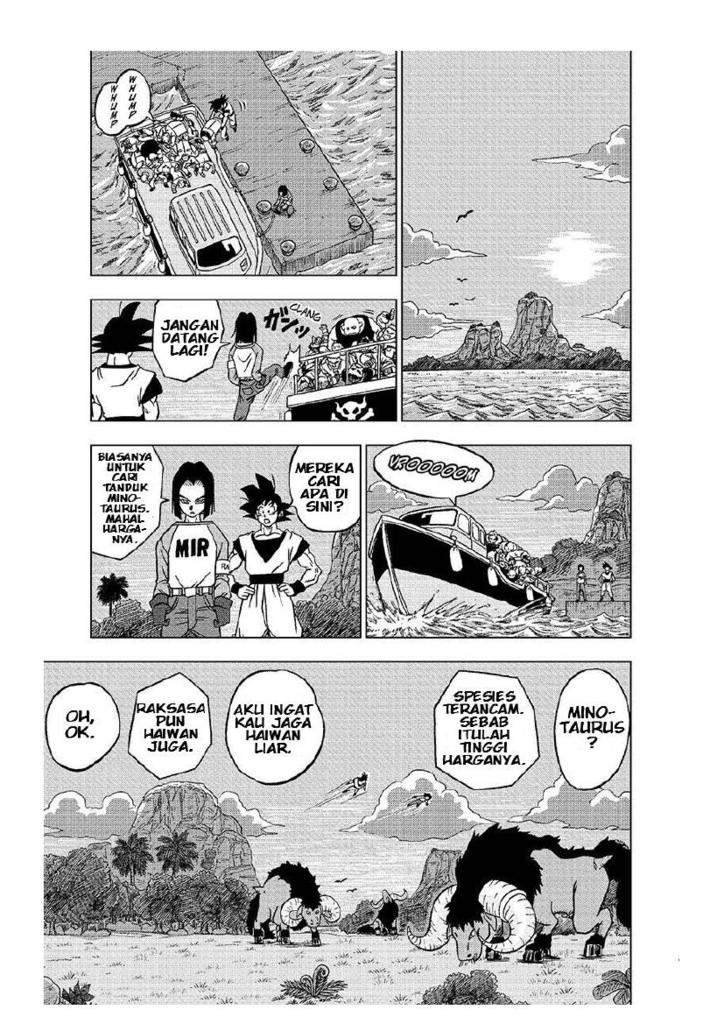 WHUMP
WHUMP
CLANG
ガンッ
JANGAN
DATANG
LAGI!
VROOOOOM
MEREKA
CARI
APA DI
SINI?
BIASANYA
UNTUK
CARI
TANDUK
MINO-
TAURUS.
MAHAL
HARGA-
NYA.
MIR
RA
MINO-
TAURUS
?
SPESIES
TERANCAM.
SEBAB
ITULAH
TINGGI
HARGANYA.
AKU INGAT
KAU JAGA
HAIWAN
LIAR.
RAKSASA
PUN
HAIWAN
JUGA.
OH,
OK.